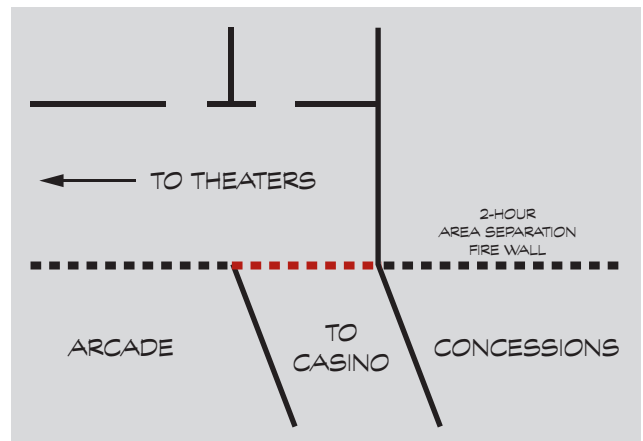 TO THEATERS
2-HOUR
AREA SEPARATION
FIRE WALL
ARCADE
TO
CASINO
CONCESSIONS